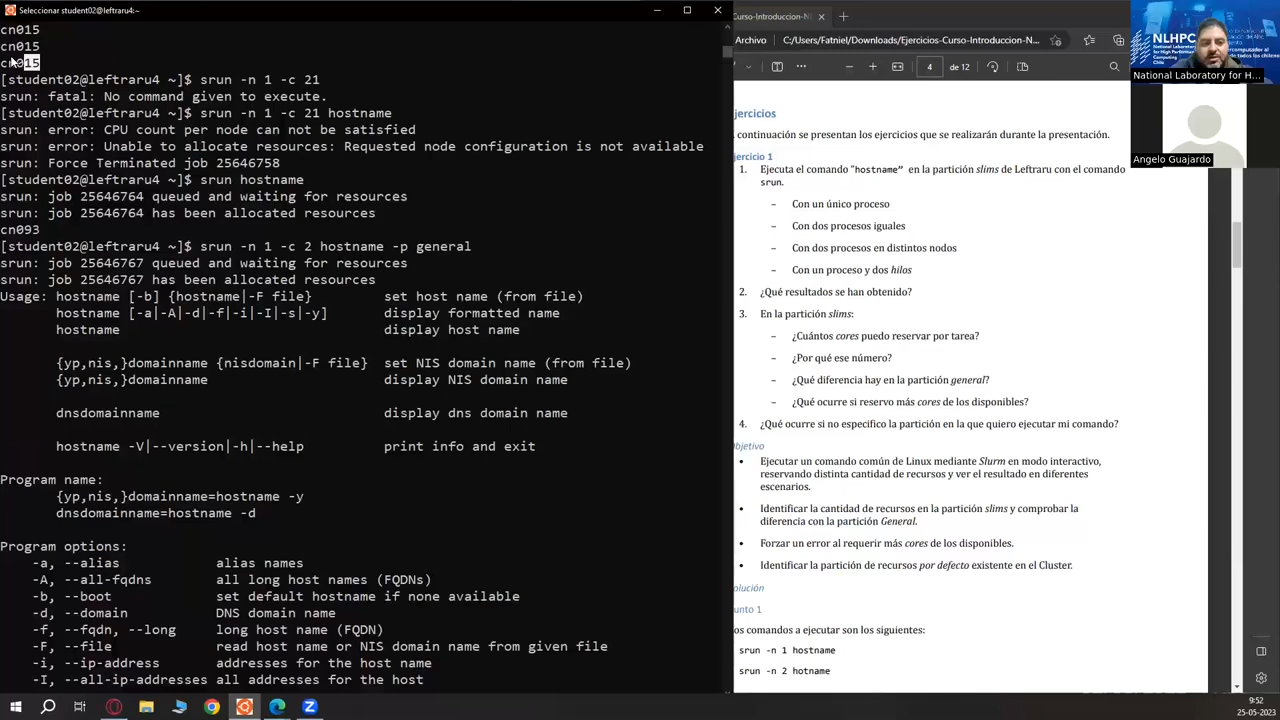 Seleccionar student02@leftraru4:~
cn015
cn015
cn015
[student02@leftraru4 ~]$ srun -n 1 -c 21
srun: fatal: No command given to execute.
[student02@leftraru4 ~]$ srun -n 1 -c 21 hostname
srun: error: CPU count per node can not be satisfied
srun: error: Unable to allocate resources: Requested node configuration is not available
srun: Force Terminated job 25646758
[student02@leftraru4 ~]$ srun hostname
srun: job 25646764 queued and waiting for resources
srun: job 25646764 has been allocated resources
cn093
[student02@leftraru4 ~]$ srun -n 1 -c 2 hostname -p general
srun: job 25646767 queued and waiting for resources
srun: job 25646767 has been allocated resources
Usage: hostname [-b] {hostname|-F file} set host name (from file)
hostname [-a|-A|-d|-f|-i|-I|-s|-y] display formatted name
hostname display host name
{yp,nis,}domainname {nisdomain|-F file} set NIS domain name (from file)
{yp,nis,}domainname display NIS domain name
dnsdomainname display dns domain name
hostname -V|--version|-h|--help print info and exit
Program name:
{yp,nis,}domainname=hostname -y
dnsdomainname=hostname -d
Program options:
-a, --alias alias names
-A, --all-fqdns all long host names (FQDNs)
-b, --boot set default hostname if none available
-d, --domain DNS domain name
-f, --fqdn, --long long host name (FQDN)
-F, --file read host name or NIS domain name from given file
-i, --ip-address addresses for the host name
-I, --all-ip-addresses all addresses for the host
Curso-Introduccion-NL
Archivo C:/Users/Fatniel/Downloads/Ejercicios-Curso-Introduccion-N...
4 de 12
jercicios
continuación se presentan los ejercicios que se realizarán durante la presentación.
jercicio 1
1. Ejecuta el comando "hostname" en la partición slims de Leftraru con el comando
srun.
– Con un único proceso
– Con dos procesos iguales
– Con dos procesos en distintos nodos
– Con un proceso y dos hilos
2. ¿Qué resultados se han obtenido?
3. En la partición slims:
– ¿Cuántos cores puedo reservar por tarea?
– ¿Por qué ese número?
– ¿Qué diferencia hay en la partición general?
– ¿Qué ocurre si reservo más cores de los disponibles?
4. ¿Qué ocurre si no especifico la partición en la que quiero ejecutar mi comando?
bjetivo
• Ejecutar un comando común de Linux mediante Slurm en modo interactivo,
reservando distinta cantidad de recursos y ver el resultado en diferentes
escenarios.
• Identificar la cantidad de recursos en la partición slims y comprobar la
diferencia con la partición General.
• Forzar un error al requerir más cores de los disponibles.
• Identificar la partición de recursos por defecto existente en el Cluster.
olución
unto 1
os comandos a ejecutar son los siguientes:
srun -n 1 hostname
srun -n 2 hotname
NLHPC
National Laboratory for H...
Angelo Guajardo
9:52
25-05-2023